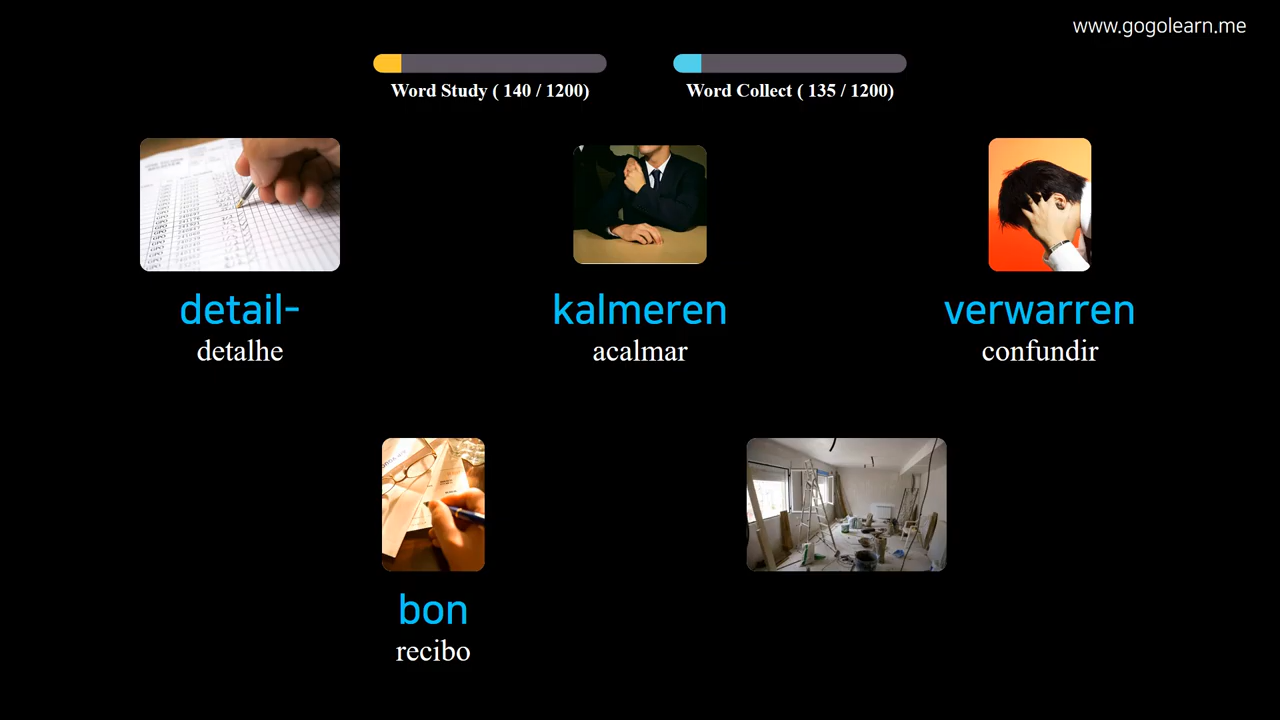 www.gogolearn.me
Word Study ( 140 / 1200)
Word Collect ( 135 / 1200)
detail-
detalhe
kalmeren
acalmar
verwarren
confundir
bon
recibo